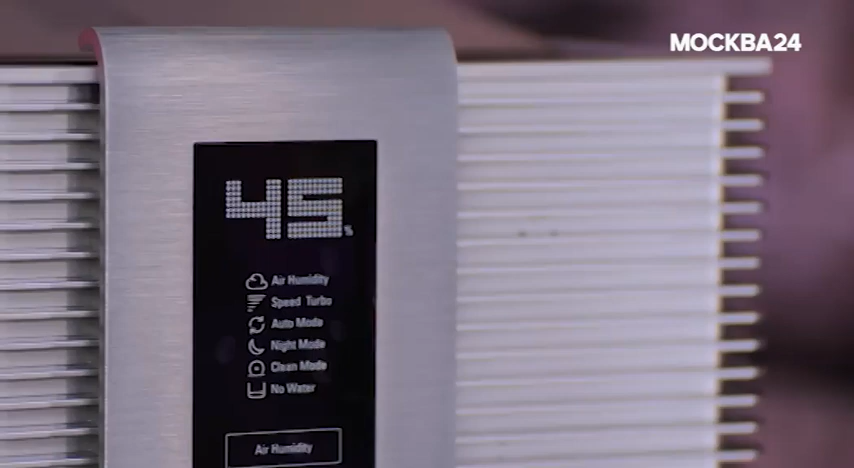 МОСКВА24
45%
Air Humidity
Speed Turbo
Auto Mode
Night Mode
Clean Mode
No Water
Air Humidity